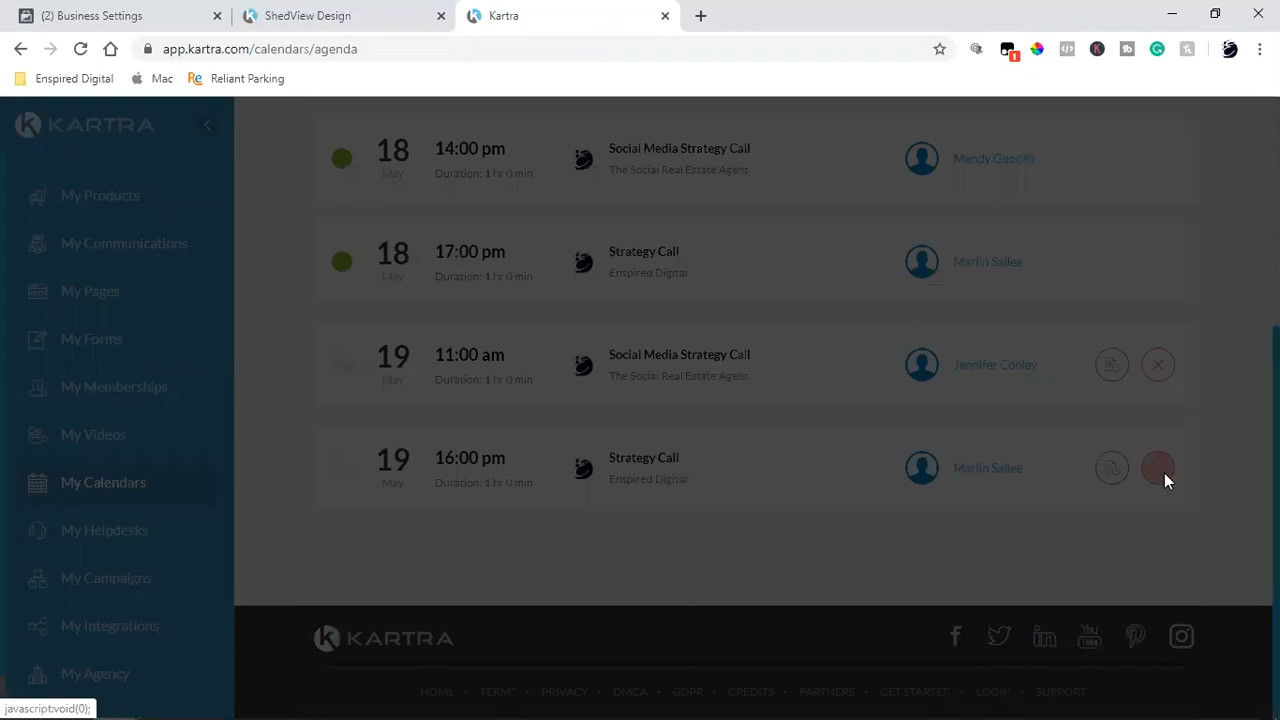 (2) Business Settings
ShedView Design
Kartra
app.kartra.com/calendars/agenda
1
Enspired Digital
Mac
Re Reliant Parking
KARTRA
My Products
My Communications
My Pages
My Forms
My Memberships
My Videos
My Calendars
My Helpdesks
My Campaigns
My Integrations
My Agency
18 May
14:00 pm
Duration: 1 hr 0 min
Social Media Strategy Call
The Social Real Estate Agent
Mandy Goodell
18 May
17:00 pm
Duration: 1 hr 0 min
Strategy Call
Enspired Digital
Marlin Sallee
19 May
11:00 am
Duration: 1 hr 0 min
Social Media Strategy Call
The Social Real Estate Agent
Jennifer Conley
19 May
16:00 pm
Duration: 1 hr 0 min
Strategy Call
Enspired Digital
Marlin Sallee
KARTRA
HOME · TERMS · PRIVACY · DMCA · GDPR · CREDITS · PARTNERS · GET STARTED · LOGIN · SUPPORT
javascript:void(0);